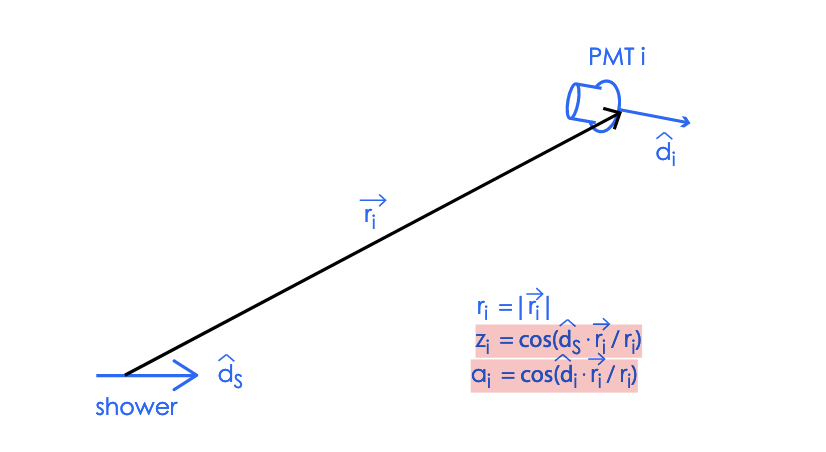 PMT i
d̂ᵢ
r⃗ᵢ
rᵢ = |r⃗ᵢ|
zᵢ = cos(d̂ₛ · r⃗ᵢ / rᵢ)
aᵢ = cos(d̂ᵢ · r⃗ᵢ / rᵢ)
d̂ₛ
shower